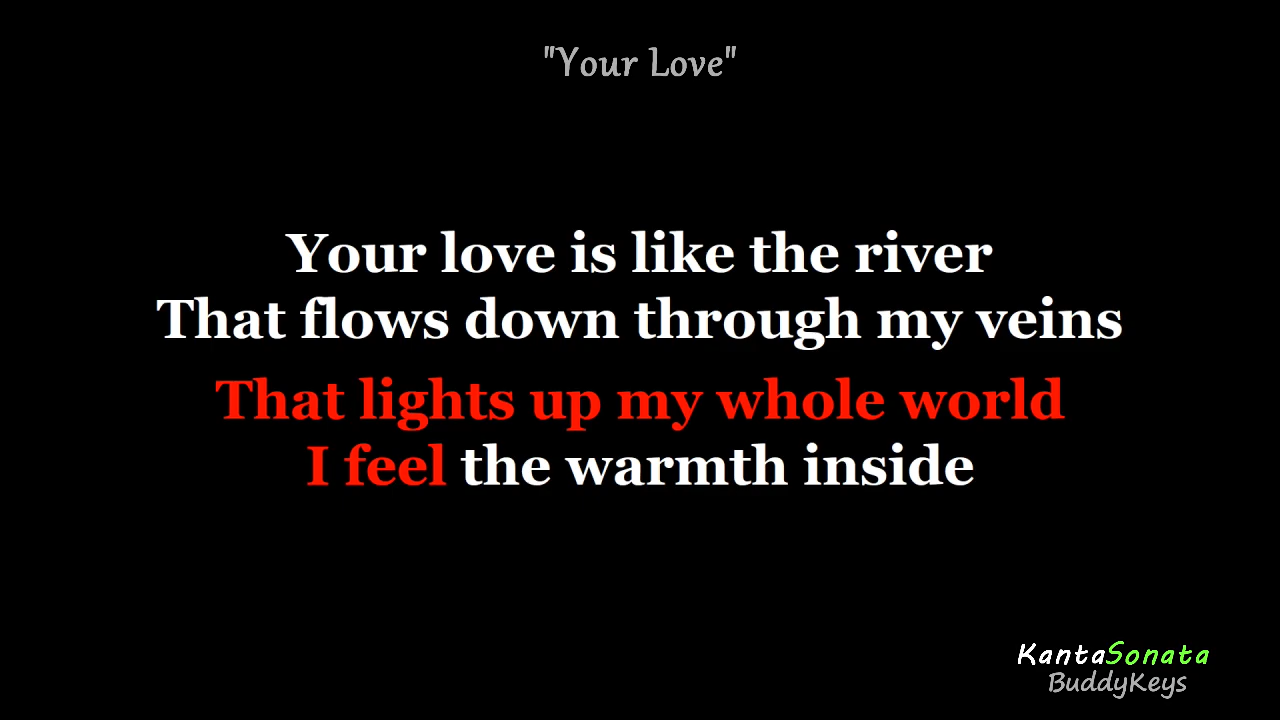 "Your Love"
Your love is like the river
That flows down through my veins
That lights up my whole world
I feel the warmth inside
KantaSonata
BuddyKeys